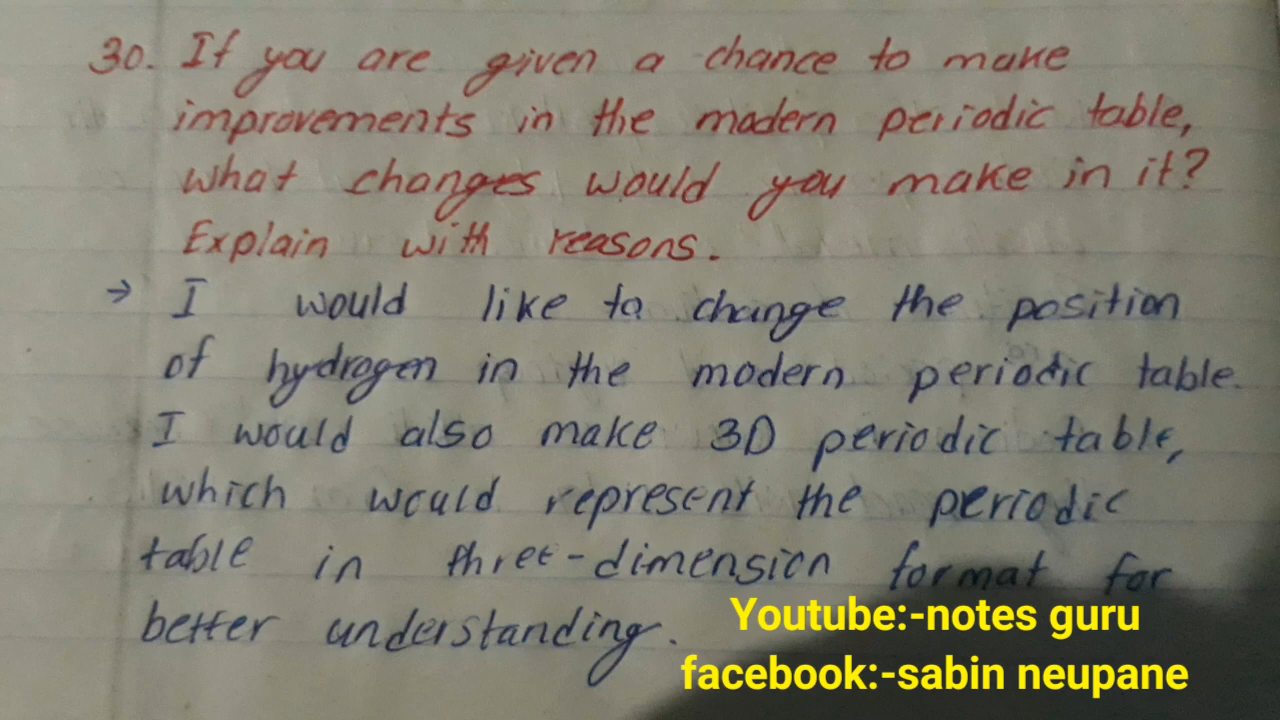 30. If you are given a chance to make
improvements in the modern periodic table,
what changes would you make in it?
Explain with reasons.
→ I would like to change the position
of hydrogen in the modern periodic table.
I would also make 3D periodic table,
which would represent the periodic
table in three-dimension format for
better understanding.
Youtube:-notes guru
facebook:-sabin neupane